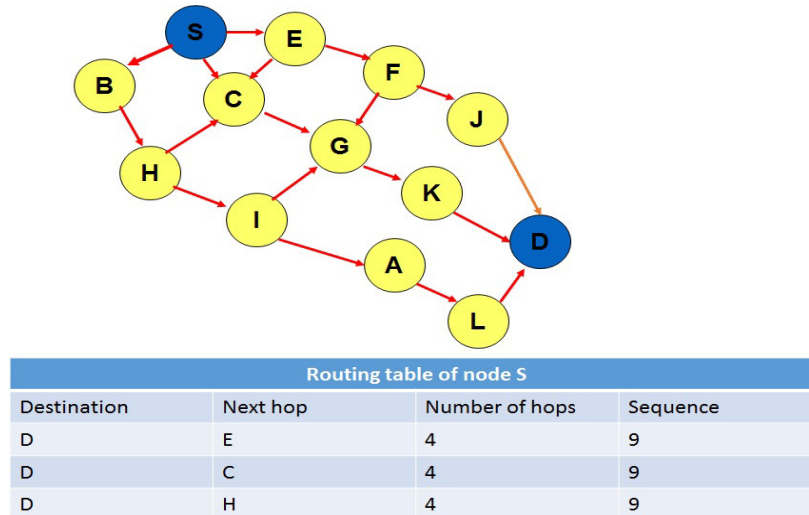 S
E
B
C
F
J
G
H
K
I
D
A
L
Routing table of node S
Destination Next hop Number of hops Sequence
D E 4 9
D C 4 9
D H 4 9